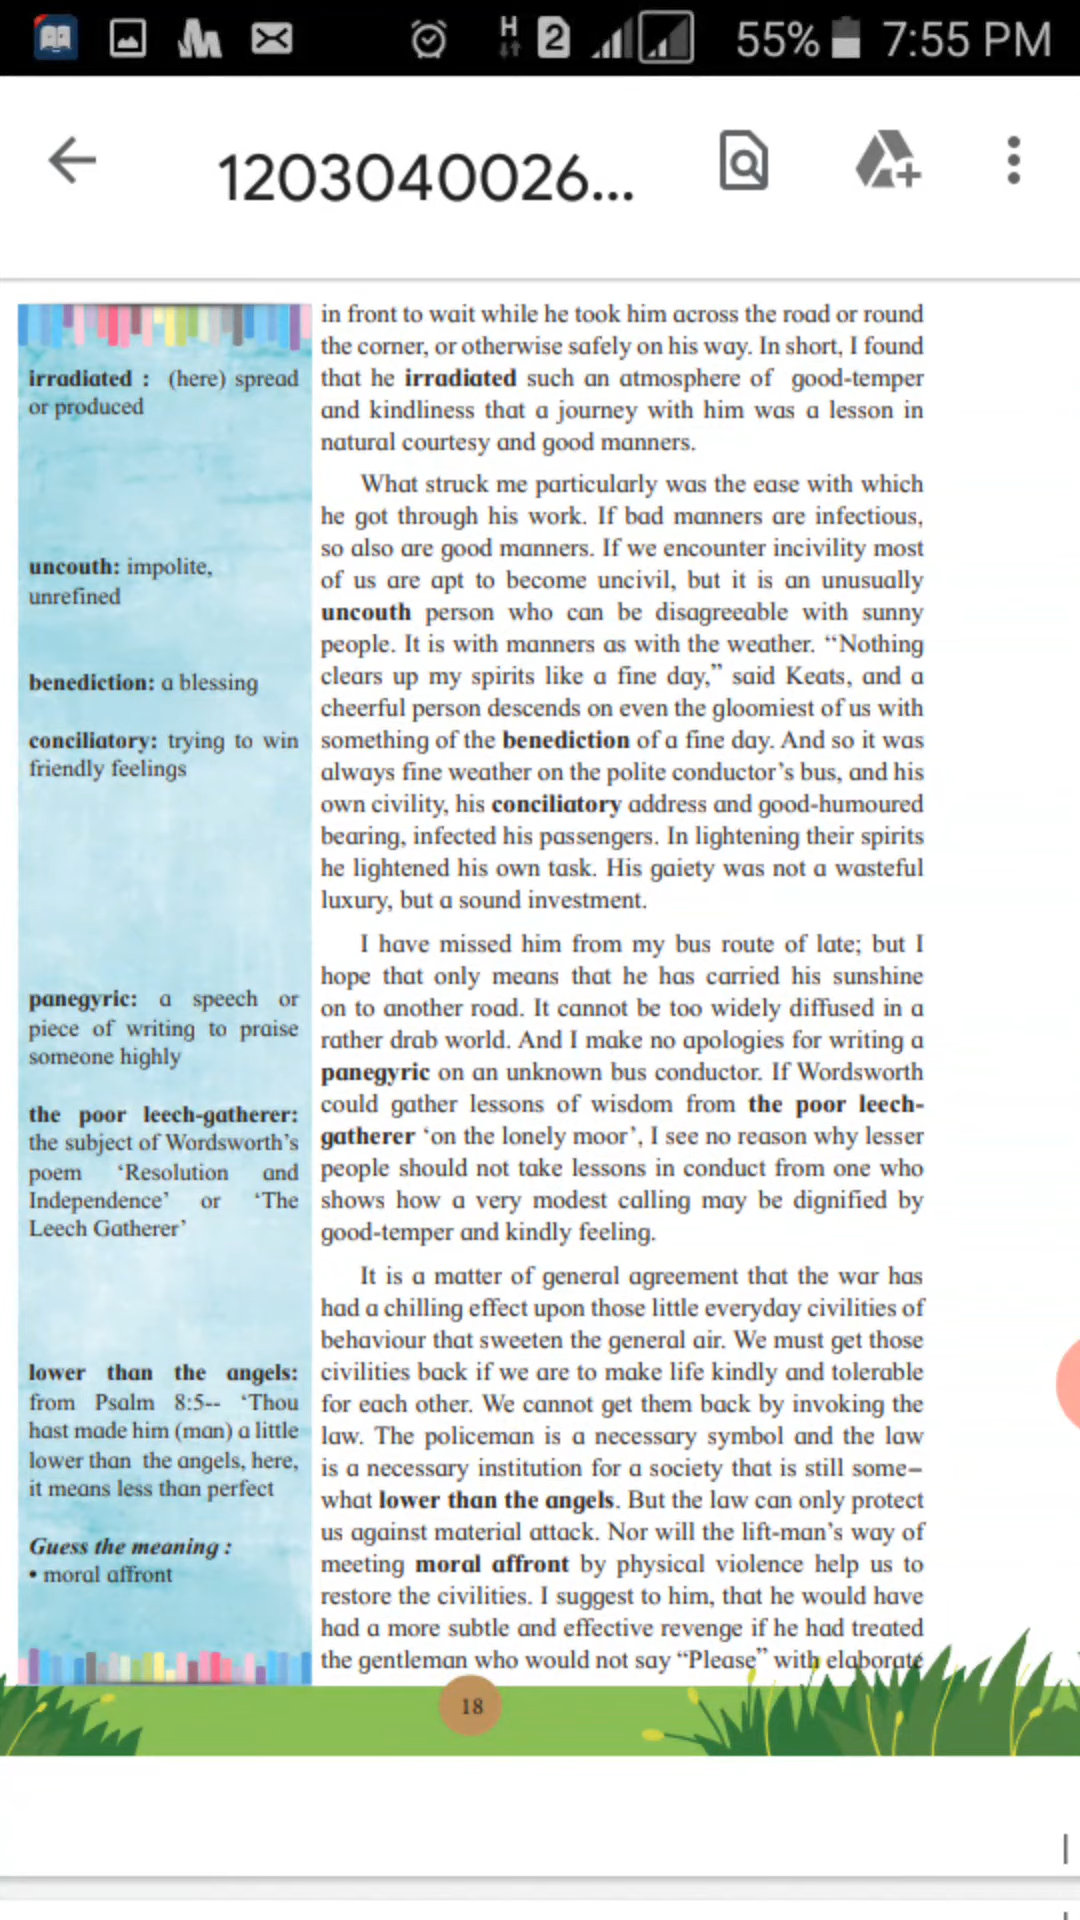 H 2 55% 7:55 PM
1203040026...
in front to wait while he took him across the road or round
the corner, or otherwise safely on his way. In short, I found
that he irradiated such an atmosphere of good-temper
and kindliness that a journey with him was a lesson in
natural courtesy and good manners.
What struck me particularly was the ease with which
he got through his work. If bad manners are infectious,
so also are good manners. If we encounter incivility most
of us are apt to become uncivil, but it is an unusually
uncouth person who can be disagreeable with sunny
people. It is with manners as with the weather. “Nothing
clears up my spirits like a fine day,” said Keats, and a
cheerful person descends on even the gloomiest of us with
something of the benediction of a fine day. And so it was
always fine weather on the polite conductor’s bus, and his
own civility, his conciliatory address and good-humoured
bearing, infected his passengers. In lightening their spirits
he lightened his own task. His gaiety was not a wasteful
luxury, but a sound investment.
I have missed him from my bus route of late; but I
hope that only means that he has carried his sunshine
on to another road. It cannot be too widely diffused in a
rather drab world. And I make no apologies for writing a
panegyric on an unknown bus conductor. If Wordsworth
could gather lessons of wisdom from the poor leech-
gatherer ‘on the lonely moor’, I see no reason why lesser
people should not take lessons in conduct from one who
shows how a very modest calling may be dignified by
good-temper and kindly feeling.
It is a matter of general agreement that the war has
had a chilling effect upon those little everyday civilities of
behaviour that sweeten the general air. We must get those
civilities back if we are to make life kindly and tolerable
for each other. We cannot get them back by invoking the
law. The policeman is a necessary symbol and the law
is a necessary institution for a society that is still some–
what lower than the angels. But the law can only protect
us against material attack. Nor will the lift-man’s way of
meeting moral affront by physical violence help us to
restore the civilities. I suggest to him, that he would have
had a more subtle and effective revenge if he had treated
the gentleman who would not say “Please” with elaborate
irradiated : (here) spread
or produced
uncouth: impolite,
unrefined
benediction: a blessing
conciliatory: trying to win
friendly feelings
panegyric: a speech or
piece of writing to praise
someone highly
the poor leech-gatherer:
the subject of Wordsworth’s
poem ‘Resolution and
Independence’ or ‘The
Leech Gatherer’
lower than the angels:
from Psalm 8:5-- ‘Thou
hast made him (man) a little
lower than the angels, here,
it means less than perfect
Guess the meaning :
• moral affront
18